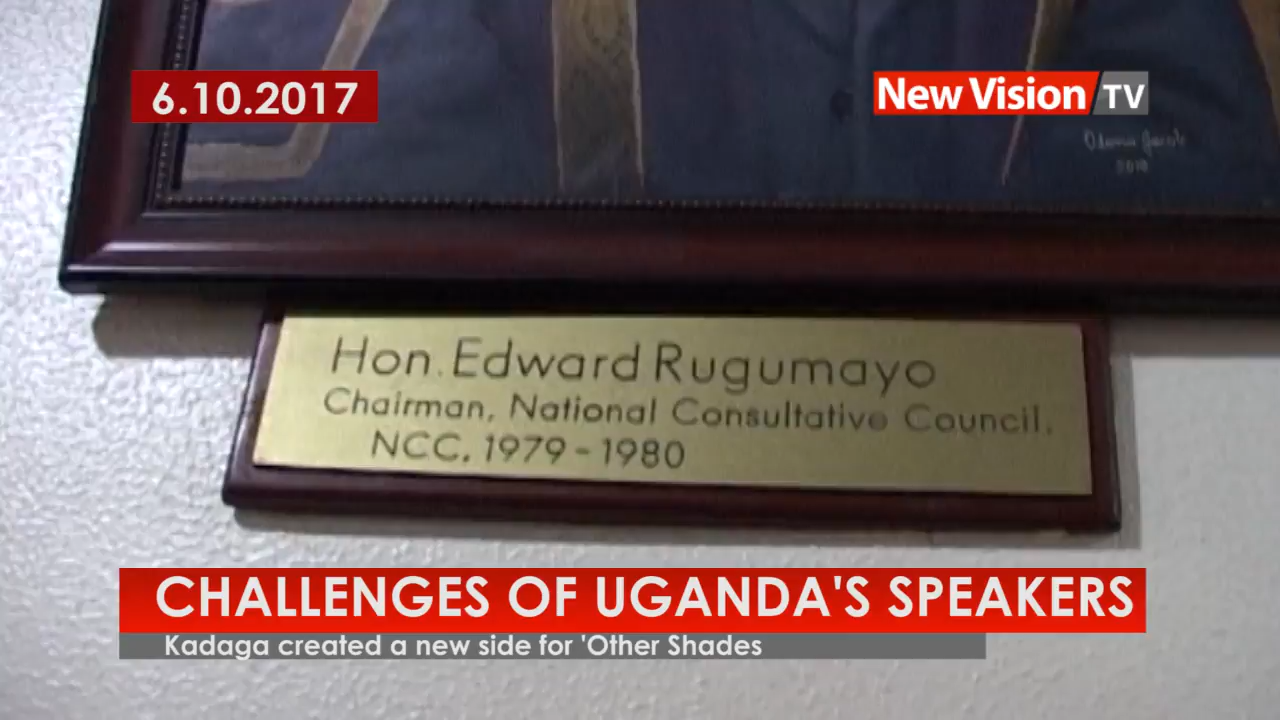 6.10.2017
New Vision TV
2010
Hon. Edward Rugumayo
Chairman, National Consultative Council,
NCC, 1979-1980
CHALLENGES OF UGANDA'S SPEAKERS
Kadaga created a new side for 'Other Shades